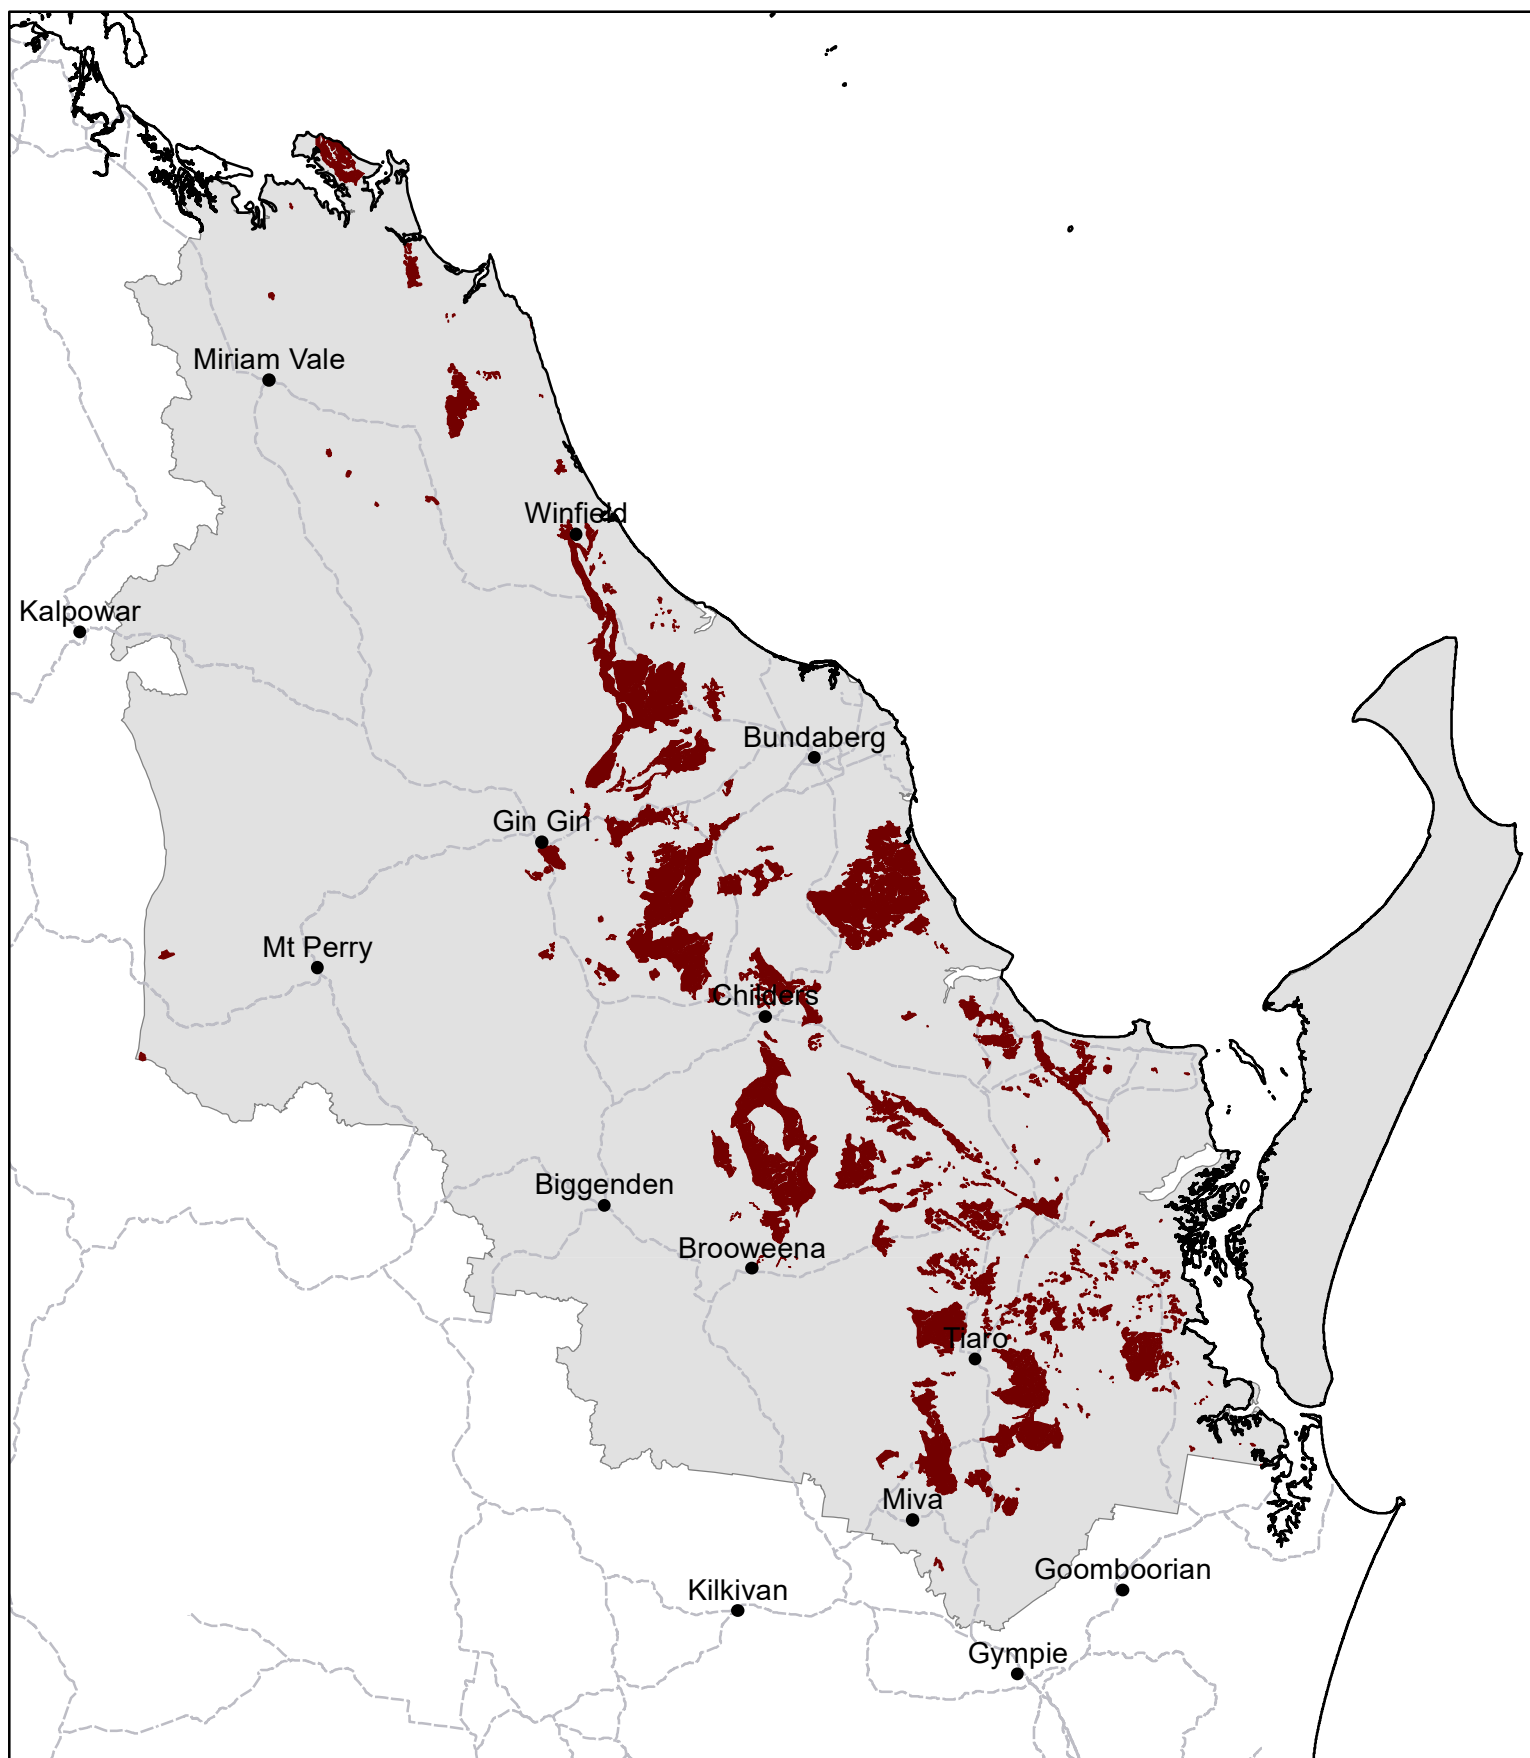 Miriam Vale
Winfield
Kalpowar
Bundaberg
Gin Gin
Mt Perry
Childers
Biggenden
Brooweena
Tiaro
Miva
Goomboorian
Kilkivan
Gympie